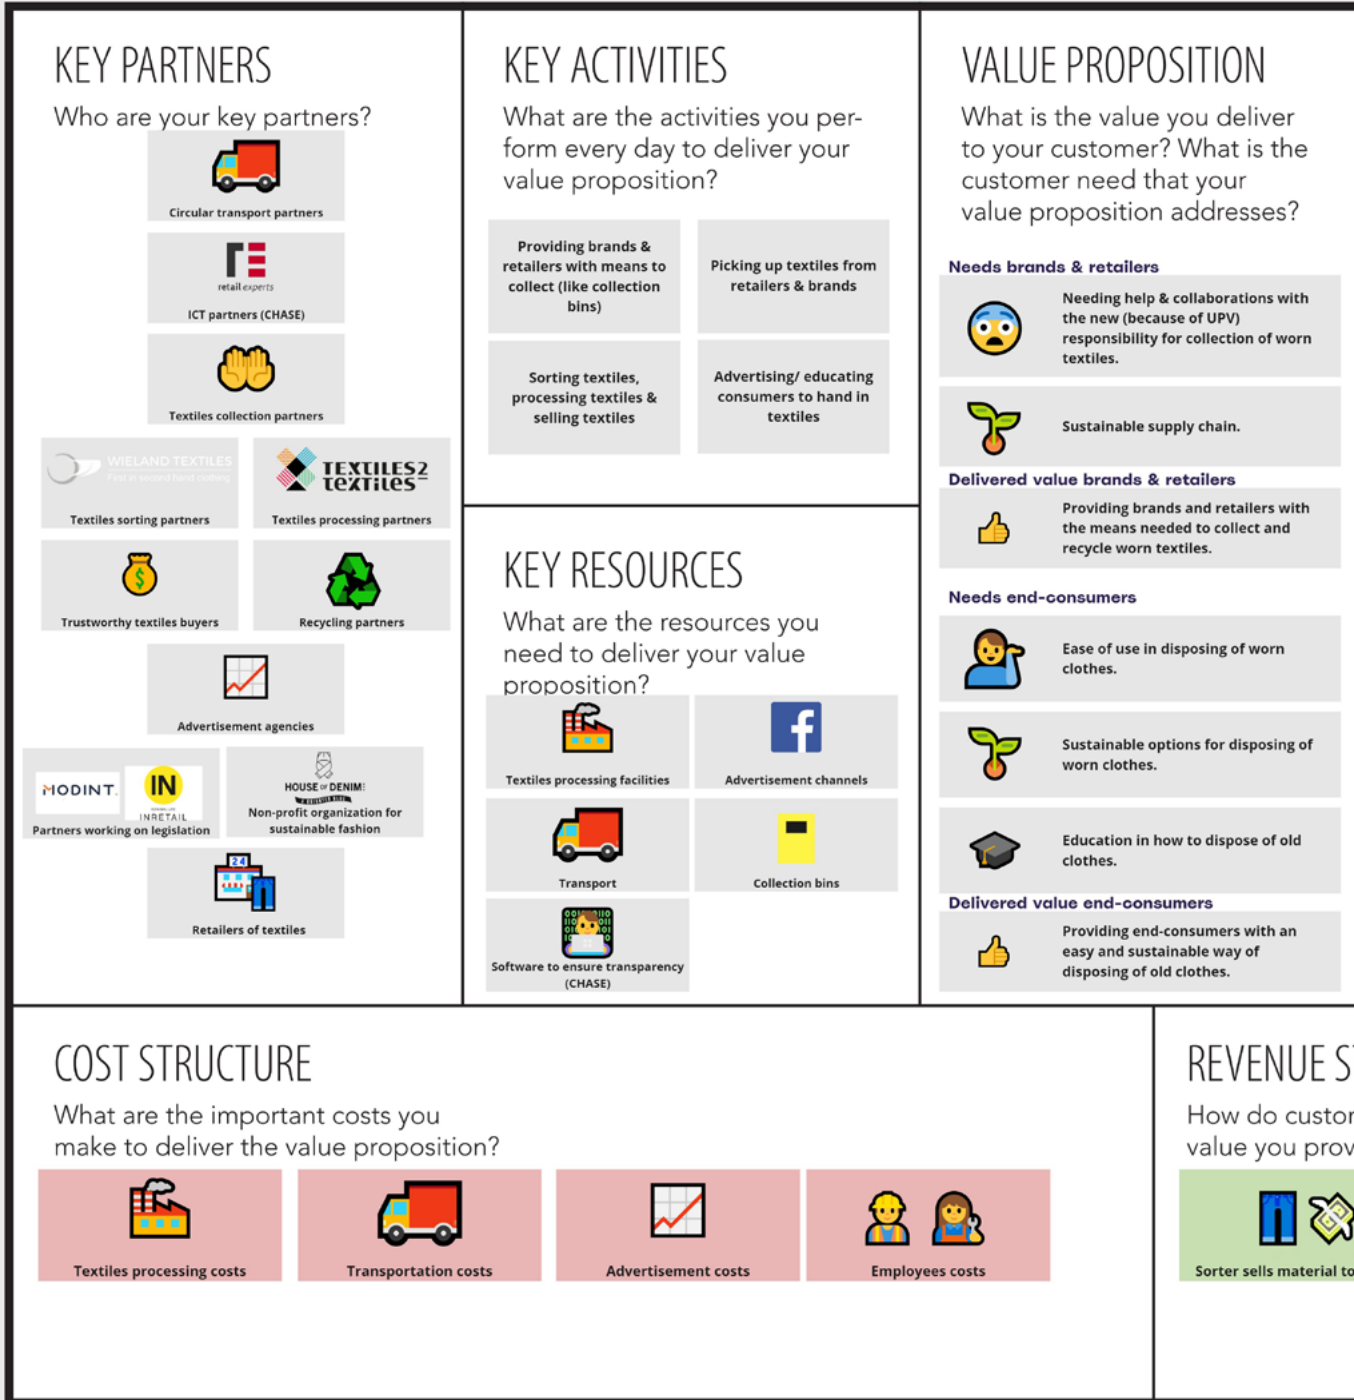 KEY PARTNERS
Who are your key partners?
Circular transport partners
retail experts
ICT partners (CHASE)
Textiles collection partners
WIELAND TEXTILES
First in second hand clothing
Textiles sorting partners
TEXTILES2
TEXTILES
Textiles processing partners
$
Trustworthy textiles buyers
Recycling partners
Advertisement agencies
MODINT.
IN
INRETAIL
Partners working on legislation
HOUSE OF DENIM
Non-profit organization for
sustainable fashion
24
Retailers of textiles
KEY ACTIVITIES
What are the activities you per-
form every day to deliver your
value proposition?
Providing brands &
retailers with means to
collect (like collection
bins)
Picking up textiles from
retailers & brands
Sorting textiles,
processing textiles &
selling textiles
Advertising/ educating
consumers to hand in
textiles
KEY RESOURCES
What are the resources you
need to deliver your value
proposition?
Textiles processing facilities
f
Advertisement channels
Transport
Collection bins
Software to ensure transparency
(CHASE)
VALUE PROPOSITION
What is the value you deliver
to your customer? What is the
customer need that your
value proposition addresses?
Needs brands & retailers
Needing help & collaborations with
the new (because of UPV)
responsibility for collection of worn
textiles.
Sustainable supply chain.
Delivered value brands & retailers
Providing brands and retailers with
the means needed to collect and
recycle worn textiles.
Needs end-consumers
Ease of use in disposing of worn
clothes.
Sustainable options for disposing of
worn clothes.
Education in how to dispose of old
clothes.
Delivered value end-consumers
Providing end-consumers with an
easy and sustainable way of
disposing of old clothes.
COST STRUCTURE
What are the important costs you
make to deliver the value proposition?
Textiles processing costs
Transportation costs
Advertisement costs
Employees costs
REVENUE
How do
value you
Sorter sells material to